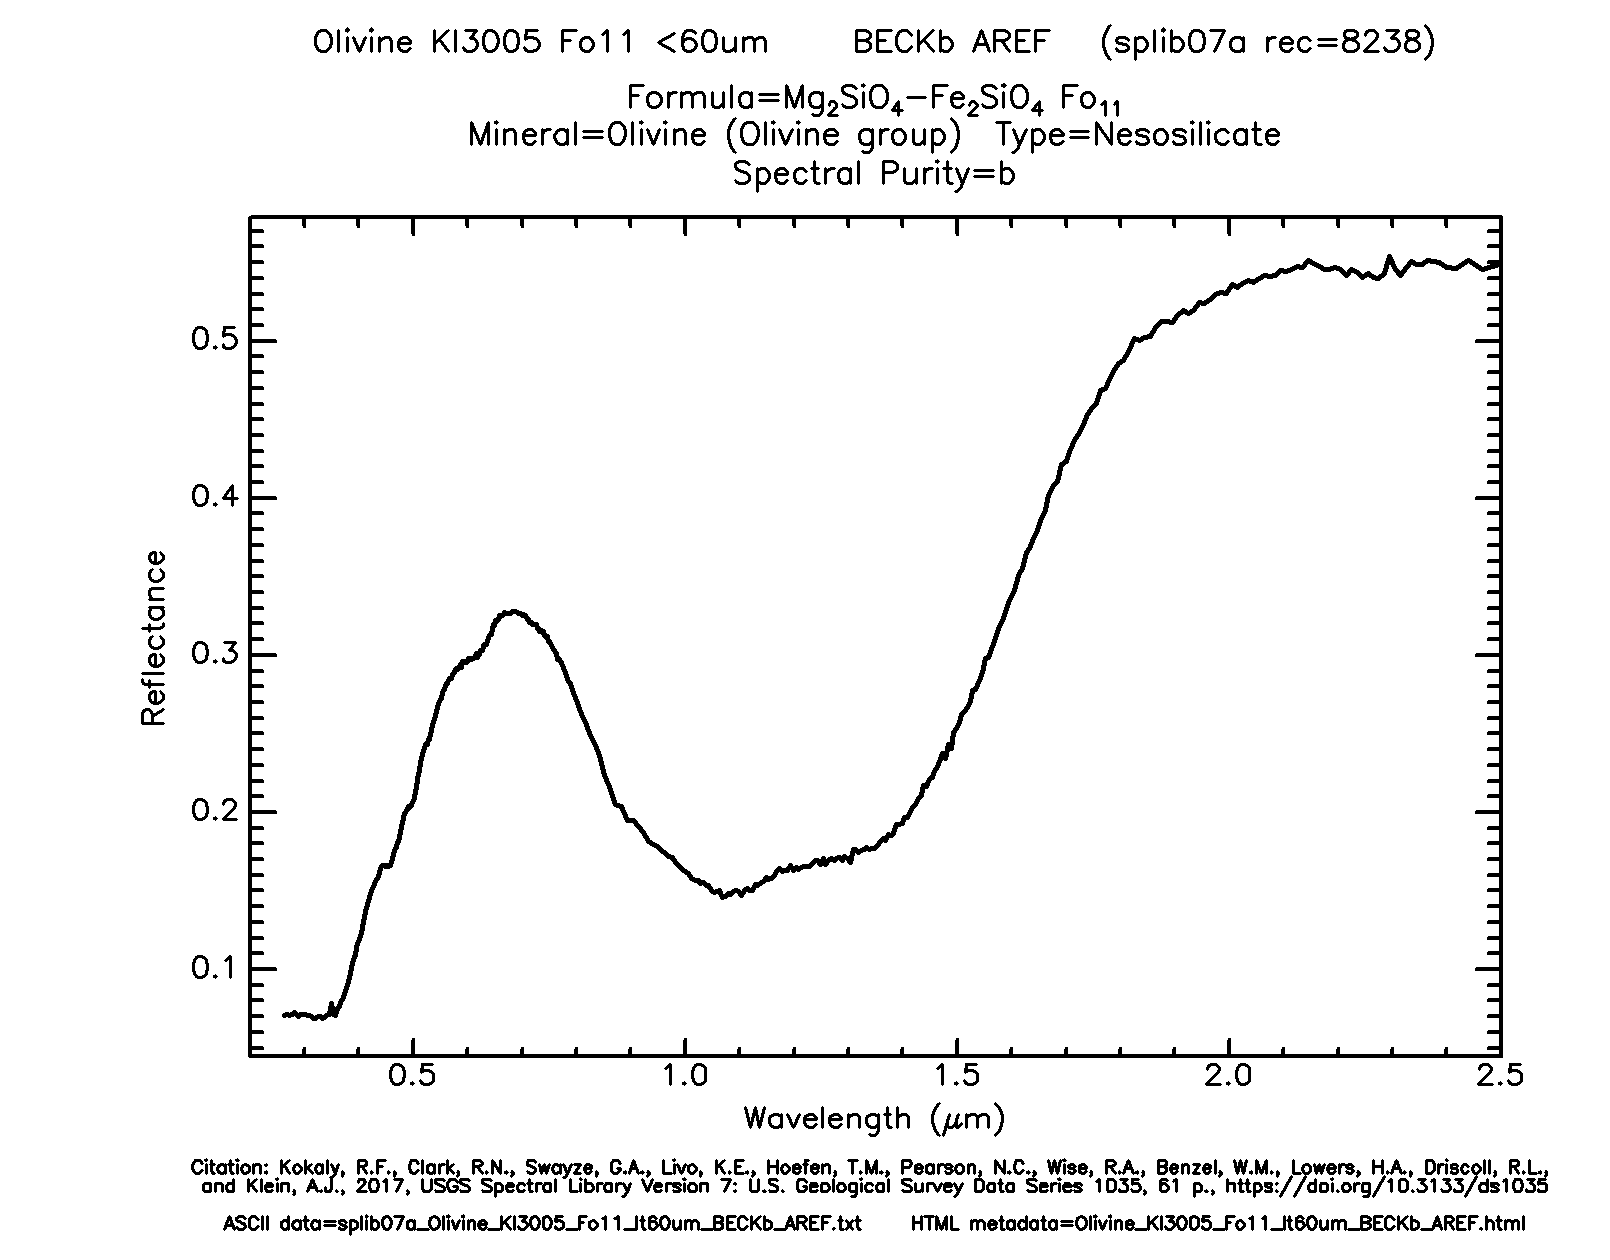 Olivine KI3005 Fo11 <60um BECKb AREF (splib07a rec=8238)
Formula=Mg₂SiO₄−Fe₂SiO₄ Fo₁₁
Mineral=Olivine (Olivine group) Type=Nesosilicate
Spectral Purity=b
0.5
0.4
0.3
0.2
0.1
Reflectance
0.5 1.0 1.5 2.0 2.5
Wavelength (μm)
Citation: Kokaly, R.F., Clark, R.N., Swayze, G.A., Livo, K.E., Hoefen, T.M., Pearson, N.C., Wise, R.A., Benzel, W.M., Lowers, H.A., Driscoll, R.L.,
and Klein, A.J., 2017, USGS Spectral Library Version 7: U.S. Geological Survey Data Series 1035, 61 p., https://doi.org/10.3133/ds1035
ASCII data=splib07a_Olivine_KI3005_Fo11_lt60um_BECKb_AREF.txt HTML metadata=Olivine_KI3005_Fo11_lt60um_BECKb_AREF.html